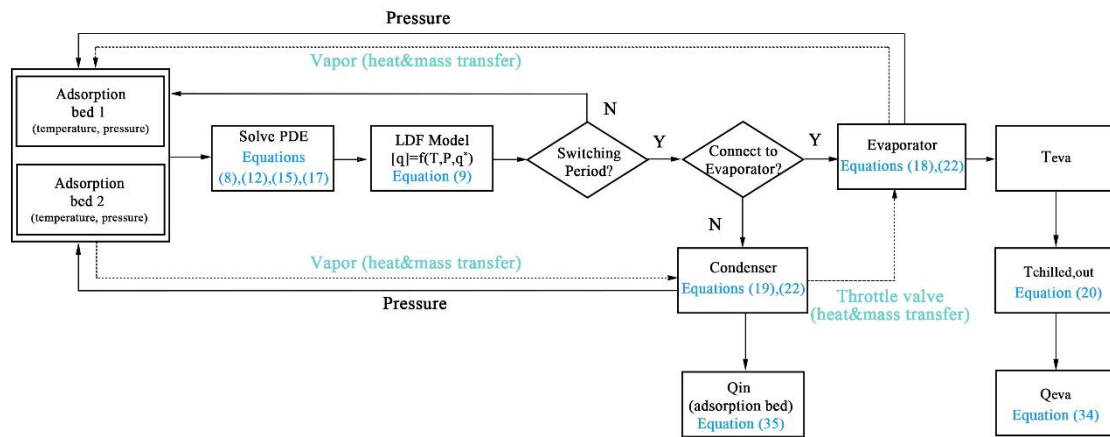 Pressure
Vapor (heat&mass transfer)
Adsorption
bed 1
(temperature, pressure)
Adsorption
bed 2
(temperature, pressure)
Solve PDE
Equations
(8),(12),(15),(17)
LDF Model
[q]=f(T,P,q*)
Equation (9)
N
Switching
Period?
Y
Connect to
Evaporator?
Y
Evaporator
Equations (18),(22)
Teva
N
Vapor (heat&mass transfer)
Pressure
Condenser
Equations (19),(22)
Throttle valve
(heat&mass transfer)
Tchilled,out
Equation (20)
Qin
(adsorption bed)
Equation (35)
Qeva
Equation (34)